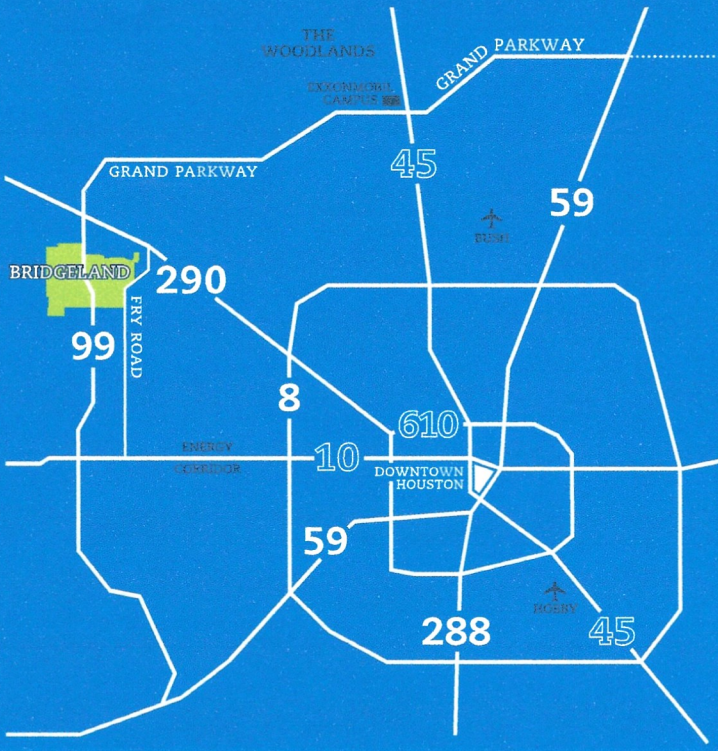 THE
WOODLANDS
GRAND PARKWAY
EXXONMOBIL
CAMPUS
45
GRAND PARKWAY
59
BUSH
BRIDGELAND
290
FRY ROAD
99
8
610
ENERGY
CORRIDOR
10
DOWNTOWN
HOUSTON
59
HOBBY
288
45